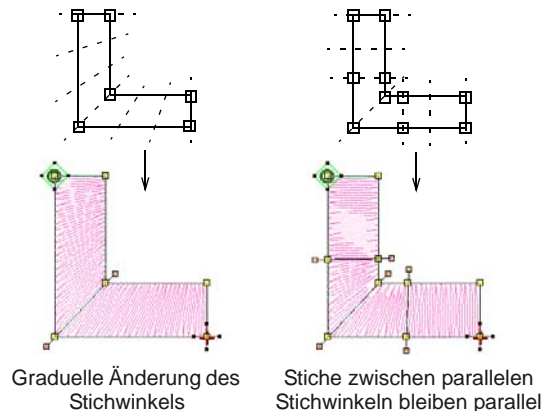 Graduelle Änderung des
Stichwinkels
Stiche zwischen parallelen
Stichwinkeln bleiben parallel